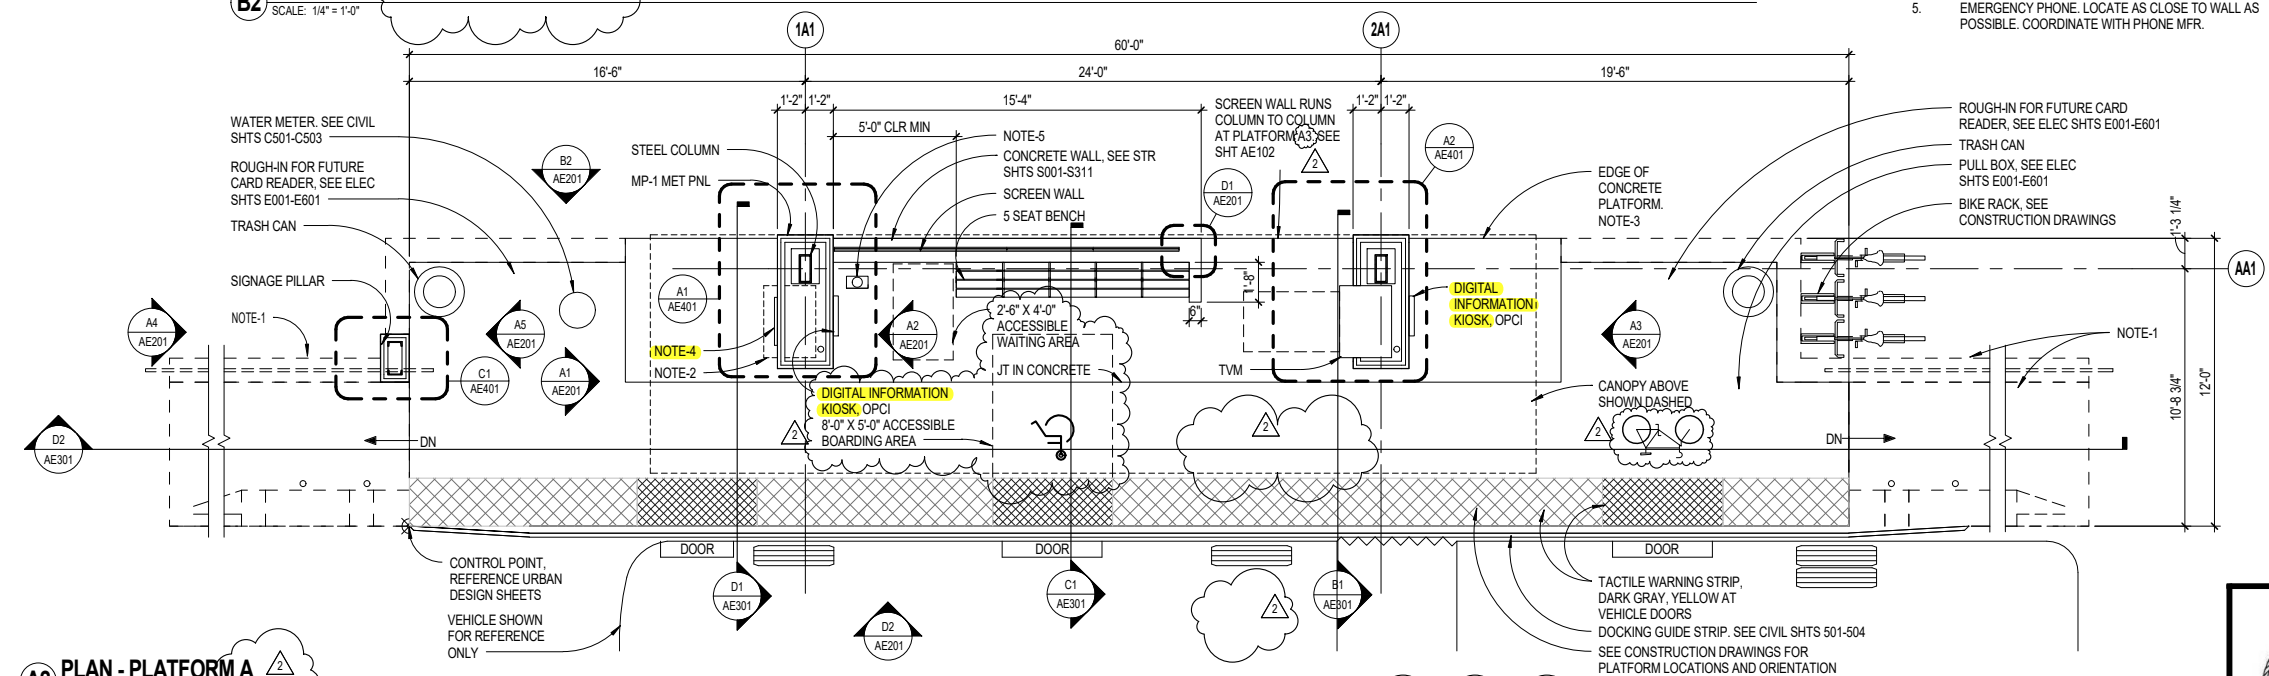 B2
SCALE: 1/4" = 1'-0"
5. EMERGENCY PHONE. LOCATE AS CLOSE TO WALL AS
POSSIBLE. COORDINATE WITH PHONE MFR.
1A1
2A1
60'-0"
16'-6"
24'-0"
19'-6"
1'-2"
1'-2"
15'-4"
1'-2"
1'-2"
5'-0" CLR MIN
WATER METER. SEE CIVIL
SHTS C501-C503
ROUGH-IN FOR FUTURE
CARD READER, SEE ELEC
SHTS E001-E601
TRASH CAN
SIGNAGE PILLAR
NOTE-1
B2
AE201
STEEL COLUMN
MP-1 MET PNL
NOTE-5
CONCRETE WALL, SEE STR
SHTS S001-S311
SCREEN WALL
5 SEAT BENCH
SCREEN WALL RUNS
COLUMN TO COLUMN
AT PLATFORM A3. SEE
SHT AE102
2
A2
AE401
D1
AE201
EDGE OF
CONCRETE
PLATFORM.
NOTE-3
ROUGH-IN FOR FUTURE CARD
READER, SEE ELEC SHTS E001-E601
TRASH CAN
PULL BOX, SEE ELEC
SHTS E001-E601
BIKE RACK, SEE
CONSTRUCTION DRAWINGS
1'-3 1/4"
AA1
A4
AE201
A5
AE201
A1
AE401
A2
AE201
A3
AE201
1'-8"
6"
2'-6" X 4'-0"
ACCESSIBLE
WAITING AREA
JT IN CONCRETE
DIGITAL
INFORMATION
KIOSK, OPCI
NOTE-4
NOTE-2
TVM
NOTE-1
C1
AE401
A1
AE201
DIGITAL INFORMATION
KIOSK, OPCI
8'-0" X 5'-0" ACCESSIBLE
BOARDING AREA
2
2
CANOPY ABOVE
SHOWN DASHED
2
10'-8 3/4"
12'-0"
D2
AE301
DN
DN
DOOR
DOOR
DOOR
CONTROL POINT,
REFERENCE URBAN
DESIGN SHEETS
VEHICLE SHOWN
FOR REFERENCE
ONLY
D1
AE301
C1
AE301
B1
AE301
D2
AE201
2
TACTILE WARNING STRIP,
DARK GRAY, YELLOW AT
VEHICLE DOORS
DOCKING GUIDE STRIP. SEE CIVIL SHTS 501-504
SEE CONSTRUCTION DRAWINGS FOR
PLATFORM LOCATIONS AND ORIENTATION
PLAN - PLATFORM A
2